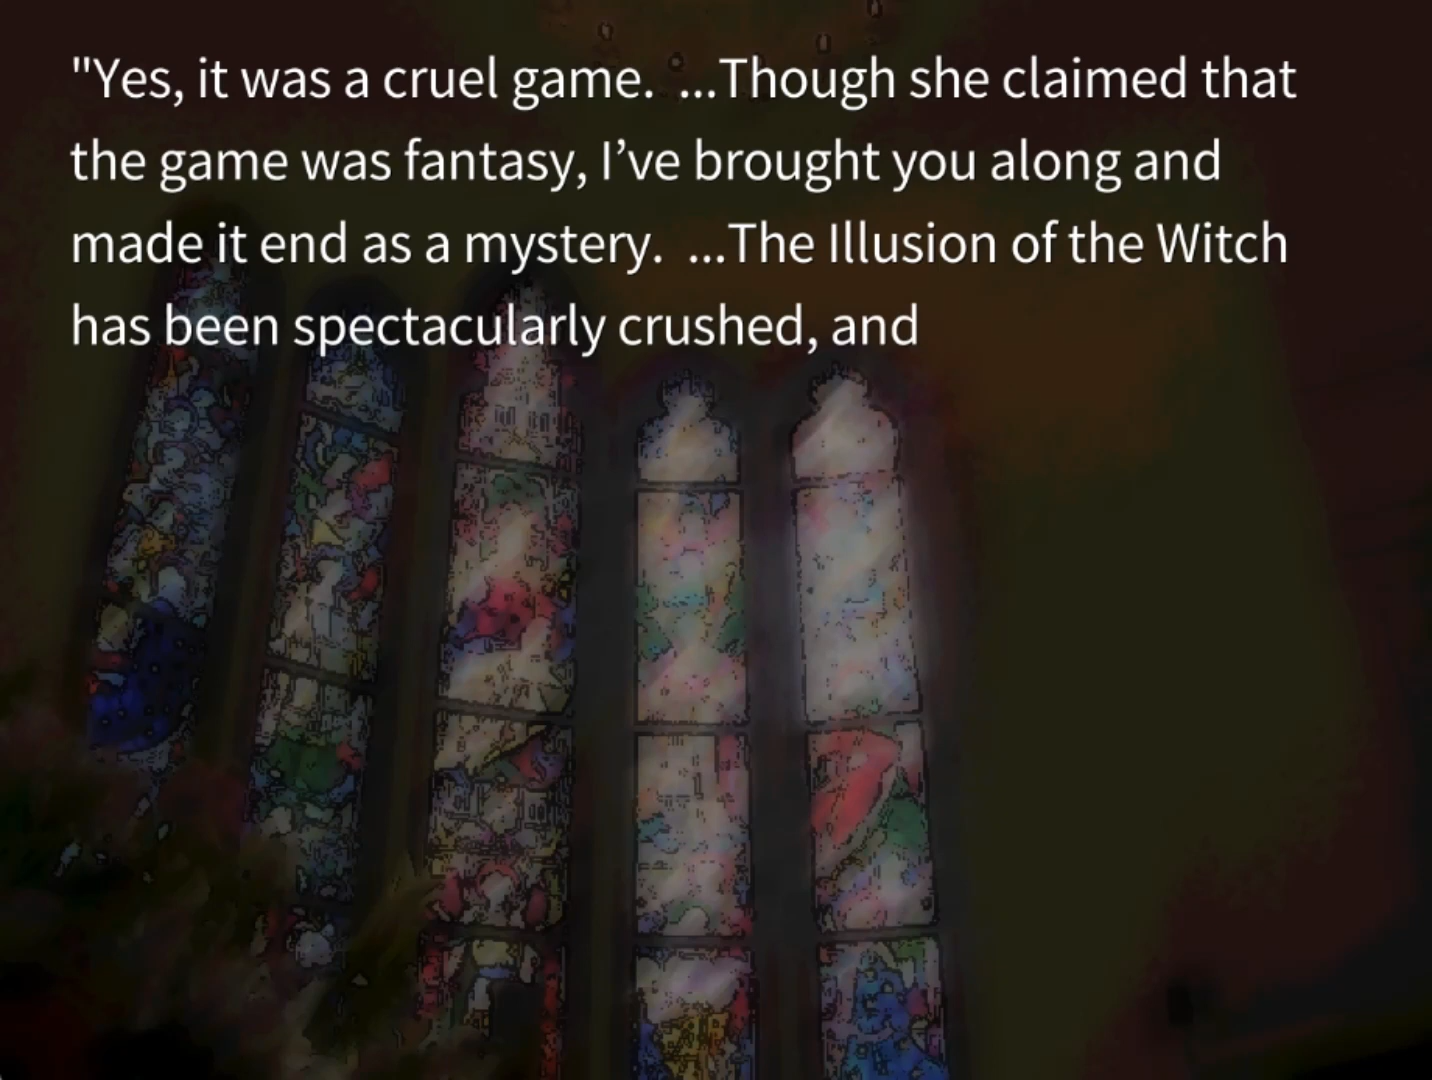 "Yes, it was a cruel game.  ...Though she claimed that
the game was fantasy, I’ve brought you along and
made it end as a mystery.  ...The Illusion of the Witch
has been spectacularly crushed, and